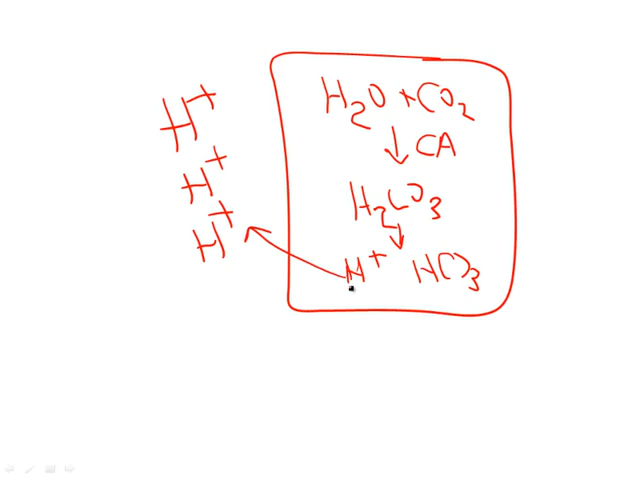 H+
H+
H+
H2O + CO2
↓ CA
H2CO3
↓
H+ HCO3